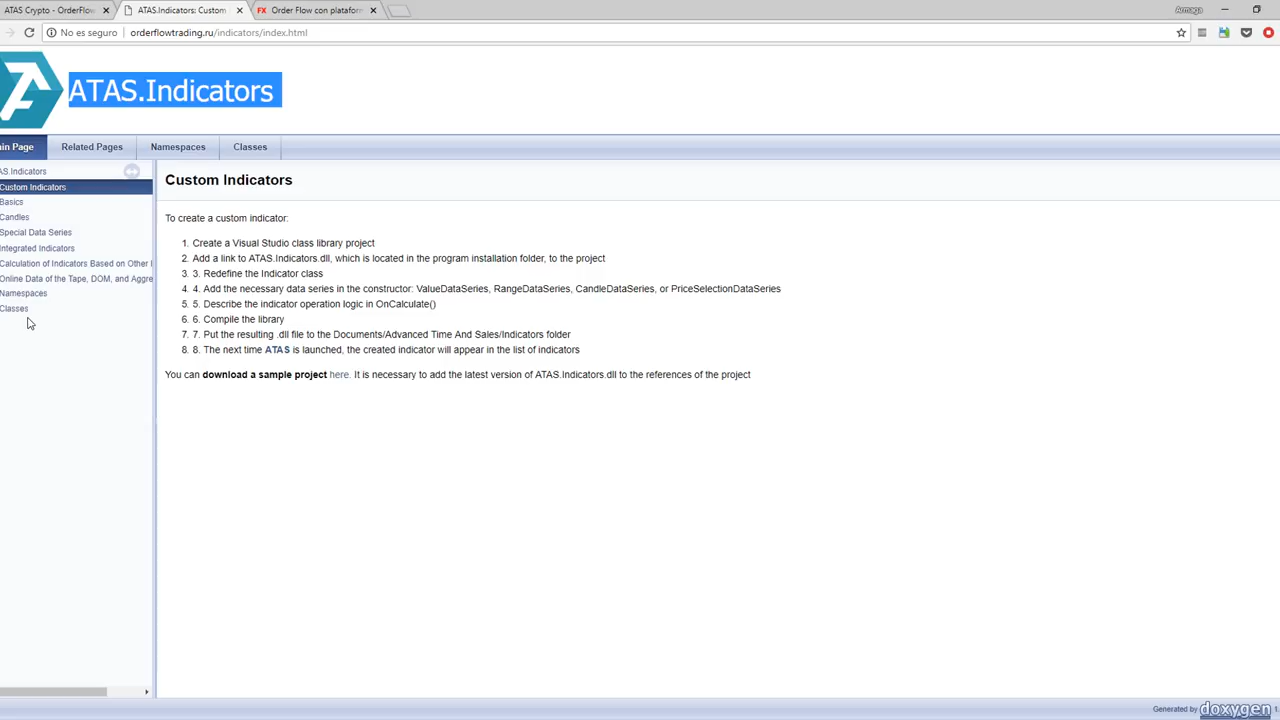 ATAS Crypto - OrderFlow
ATAS.Indicators: Custom
Order Flow con plataform
Armaga
No es seguro
orderflowtrading.ru/indicators/index.html
ATAS.Indicators
in Page
Related Pages
Namespaces
Classes
AS.Indicators
Custom Indicators
Basics
Candles
Special Data Series
Integrated Indicators
Calculation of Indicators Based on Other I
Online Data of the Tape, DOM, and Aggre
Namespaces
Classes
Custom Indicators
To create a custom indicator:
1. Create a Visual Studio class library project
2. Add a link to ATAS.Indicators.dll, which is located in the program installation folder, to the project
3. 3. Redefine the Indicator class
4. 4. Add the necessary data series in the constructor: ValueDataSeries, RangeDataSeries, CandleDataSeries, or PriceSelectionDataSeries
5. 5. Describe the indicator operation logic in OnCalculate()
6. 6. Compile the library
7. 7. Put the resulting .dll file to the Documents/Advanced Time And Sales/Indicators folder
8. 8. The next time ATAS is launched, the created indicator will appear in the list of indicators
You can download a sample project here. It is necessary to add the latest version of ATAS.Indicators.dll to the references of the project
Generated by doxygen 1.